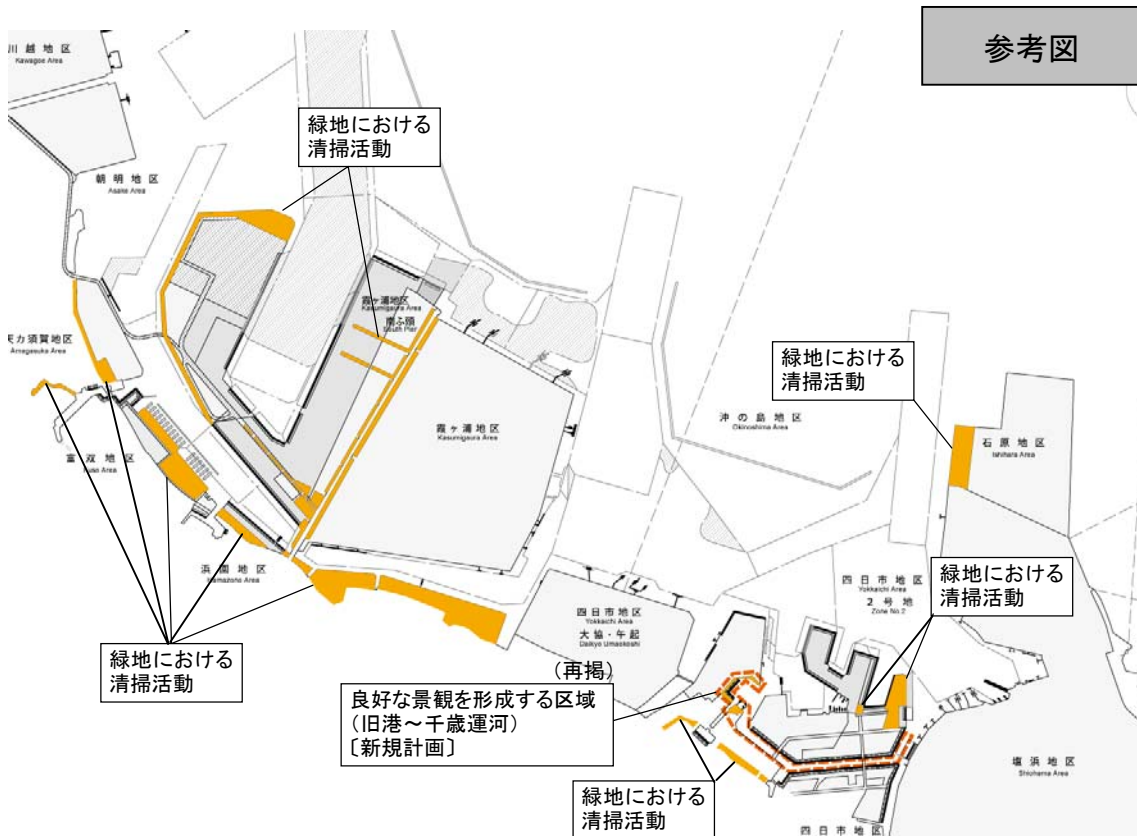 参考図
川越地区
Kawagoe Area
緑地における
清掃活動
朝明地区
Asake Area
霞ヶ浦地区
Kasumigaura Area
南ふ頭
South Pier
天カ須賀地区
Amagasuka Area
緑地における
清掃活動
沖の島地区
Okinoshima Area
霞ヶ浦地区
Kasumigaura Area
石原地区
Ishihara Area
富双地区
Fuso Area
浜園地区
Hamazono Area
四日市地区
Yokkaichi Area
2号地
Zone No.2
緑地における
清掃活動
四日市地区
Yokkaichi Area
大協・午起
Daikyo Umaokoshi
緑地における
清掃活動
(再掲)
良好な景観を形成する区域
(旧港~千歳運河)
〔新規計画〕
塩浜地区
Shiohama Area
緑地における
清掃活動
四日市地区